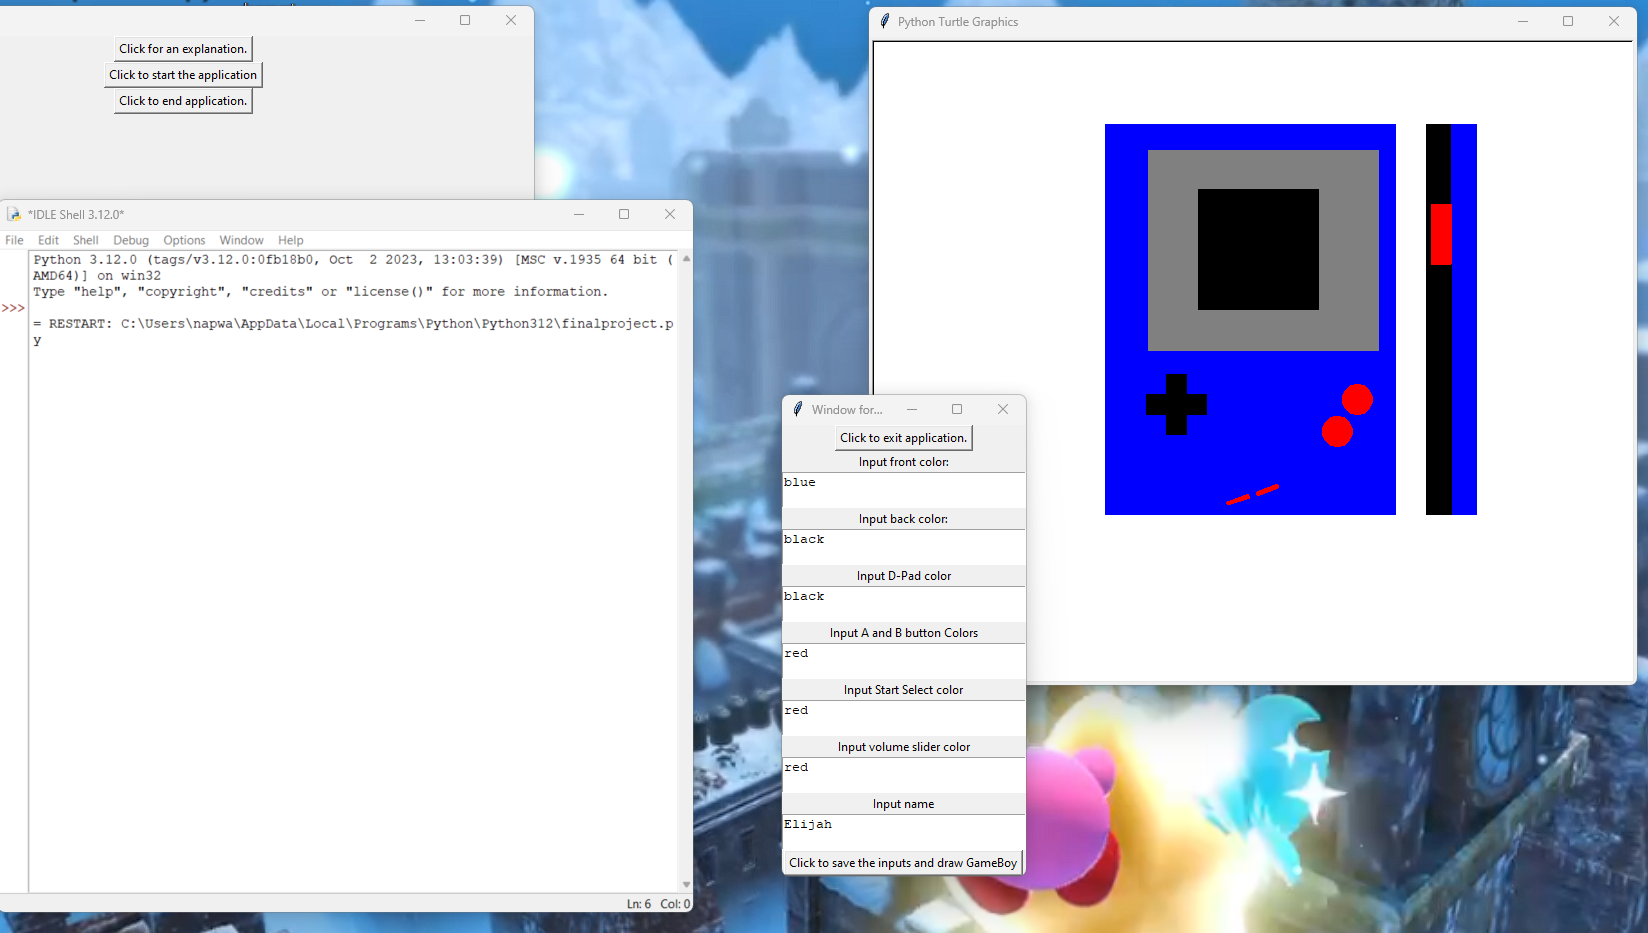 Click for an explanation.
Click to start the application
Click to end application.
*IDLE Shell 3.12.0*
File Edit Shell Debug Options Window Help
Python 3.12.0 (tags/v3.12.0:0fb18b0, Oct  2 2023, 13:03:39) [MSC v.1935 64 bit (
AMD64)] on win32
Type "help", "copyright", "credits" or "license()" for more information.
>>>
= RESTART: C:\Users\napwa\AppData\Local\Programs\Python\Python312\finalproject.p
y
Ln: 6 Col: 0
Python Turtle Graphics
Window for...
Click to exit application.
Input front color:
blue
Input back color:
black
Input D-Pad color
black
Input A and B button Colors
red
Input Start Select color
red
Input volume slider color
red
Input name
Elijah
Click to save the inputs and draw GameBoy